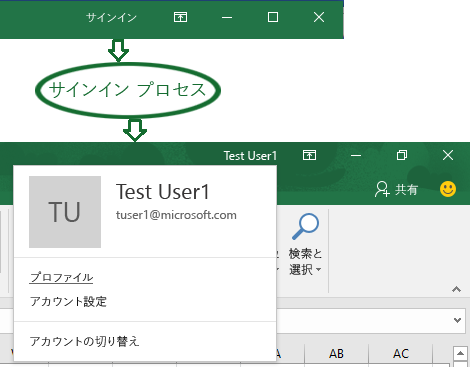 サインイン
サインイン プロセス
Test User1
共有
TU
Test User1
tuser1@microsoft.com
検索と
選択
プロファイル
アカウント設定
アカウントの切り替え
AB
AC